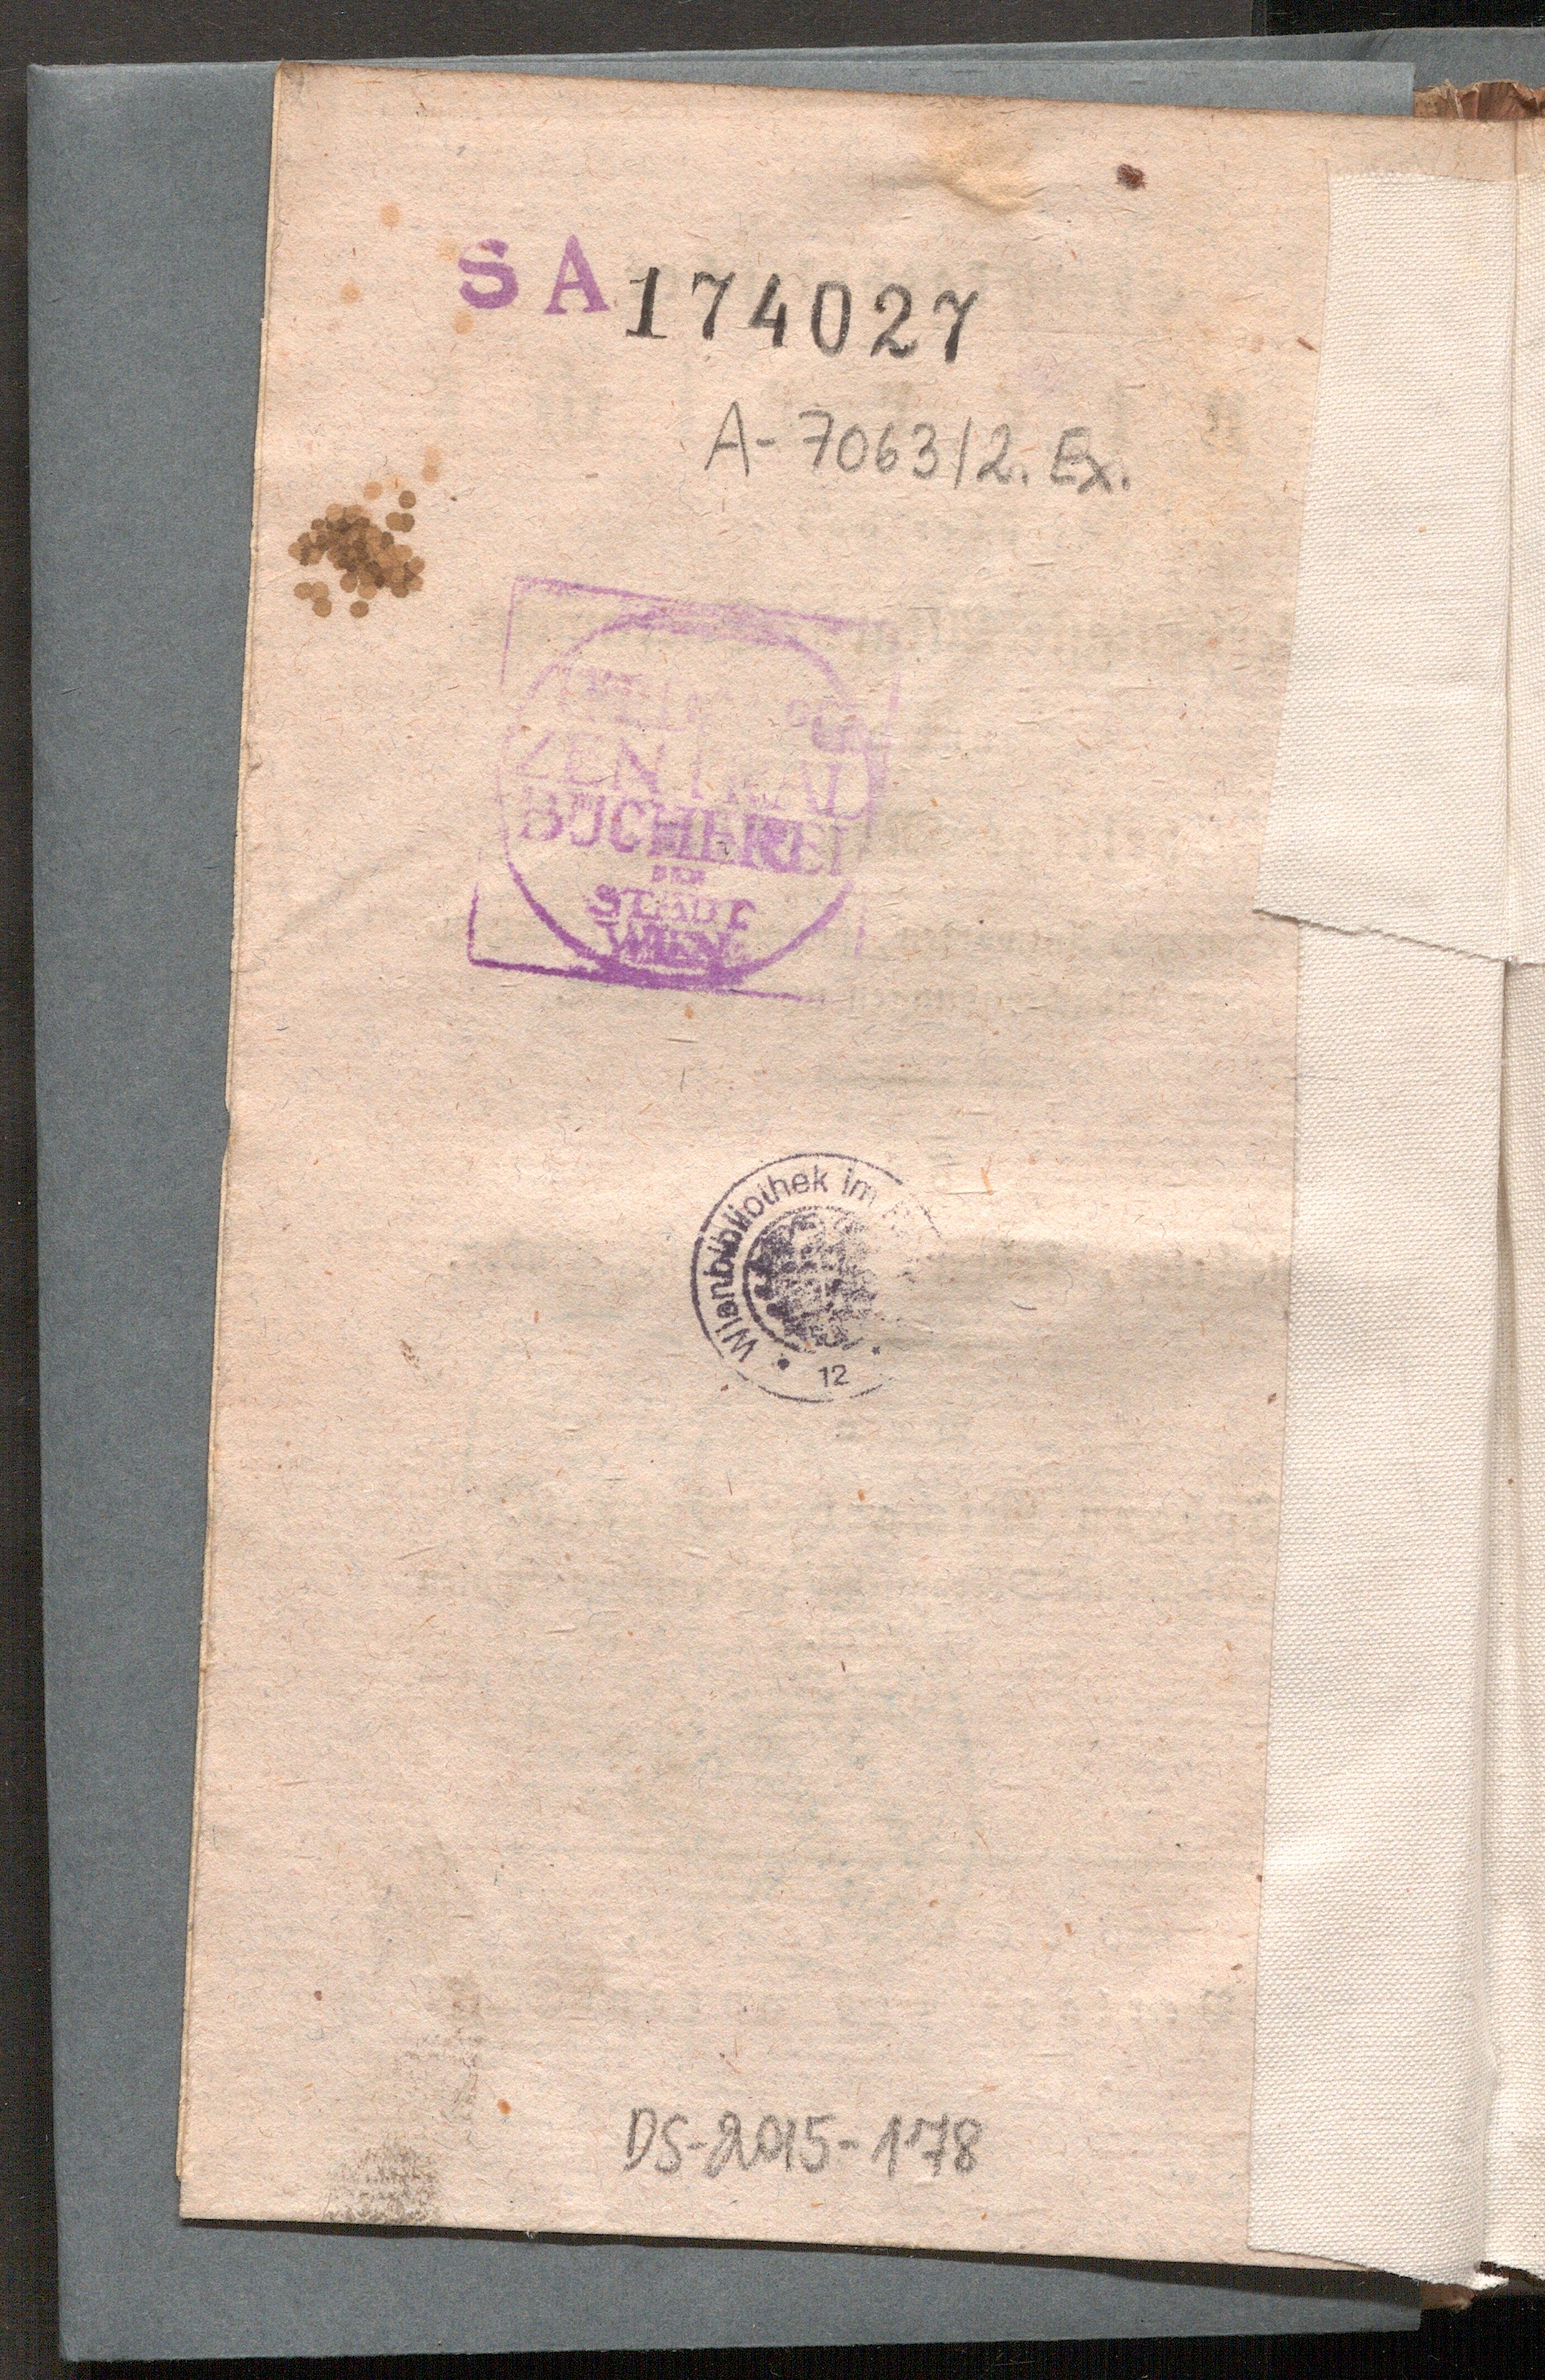 SA 174027
A-7063/2. Ex.
ZENTRAL
BÜCHEREI
DER
STADT
WIEN
Wienbibliothek im
12
DS-2015-178